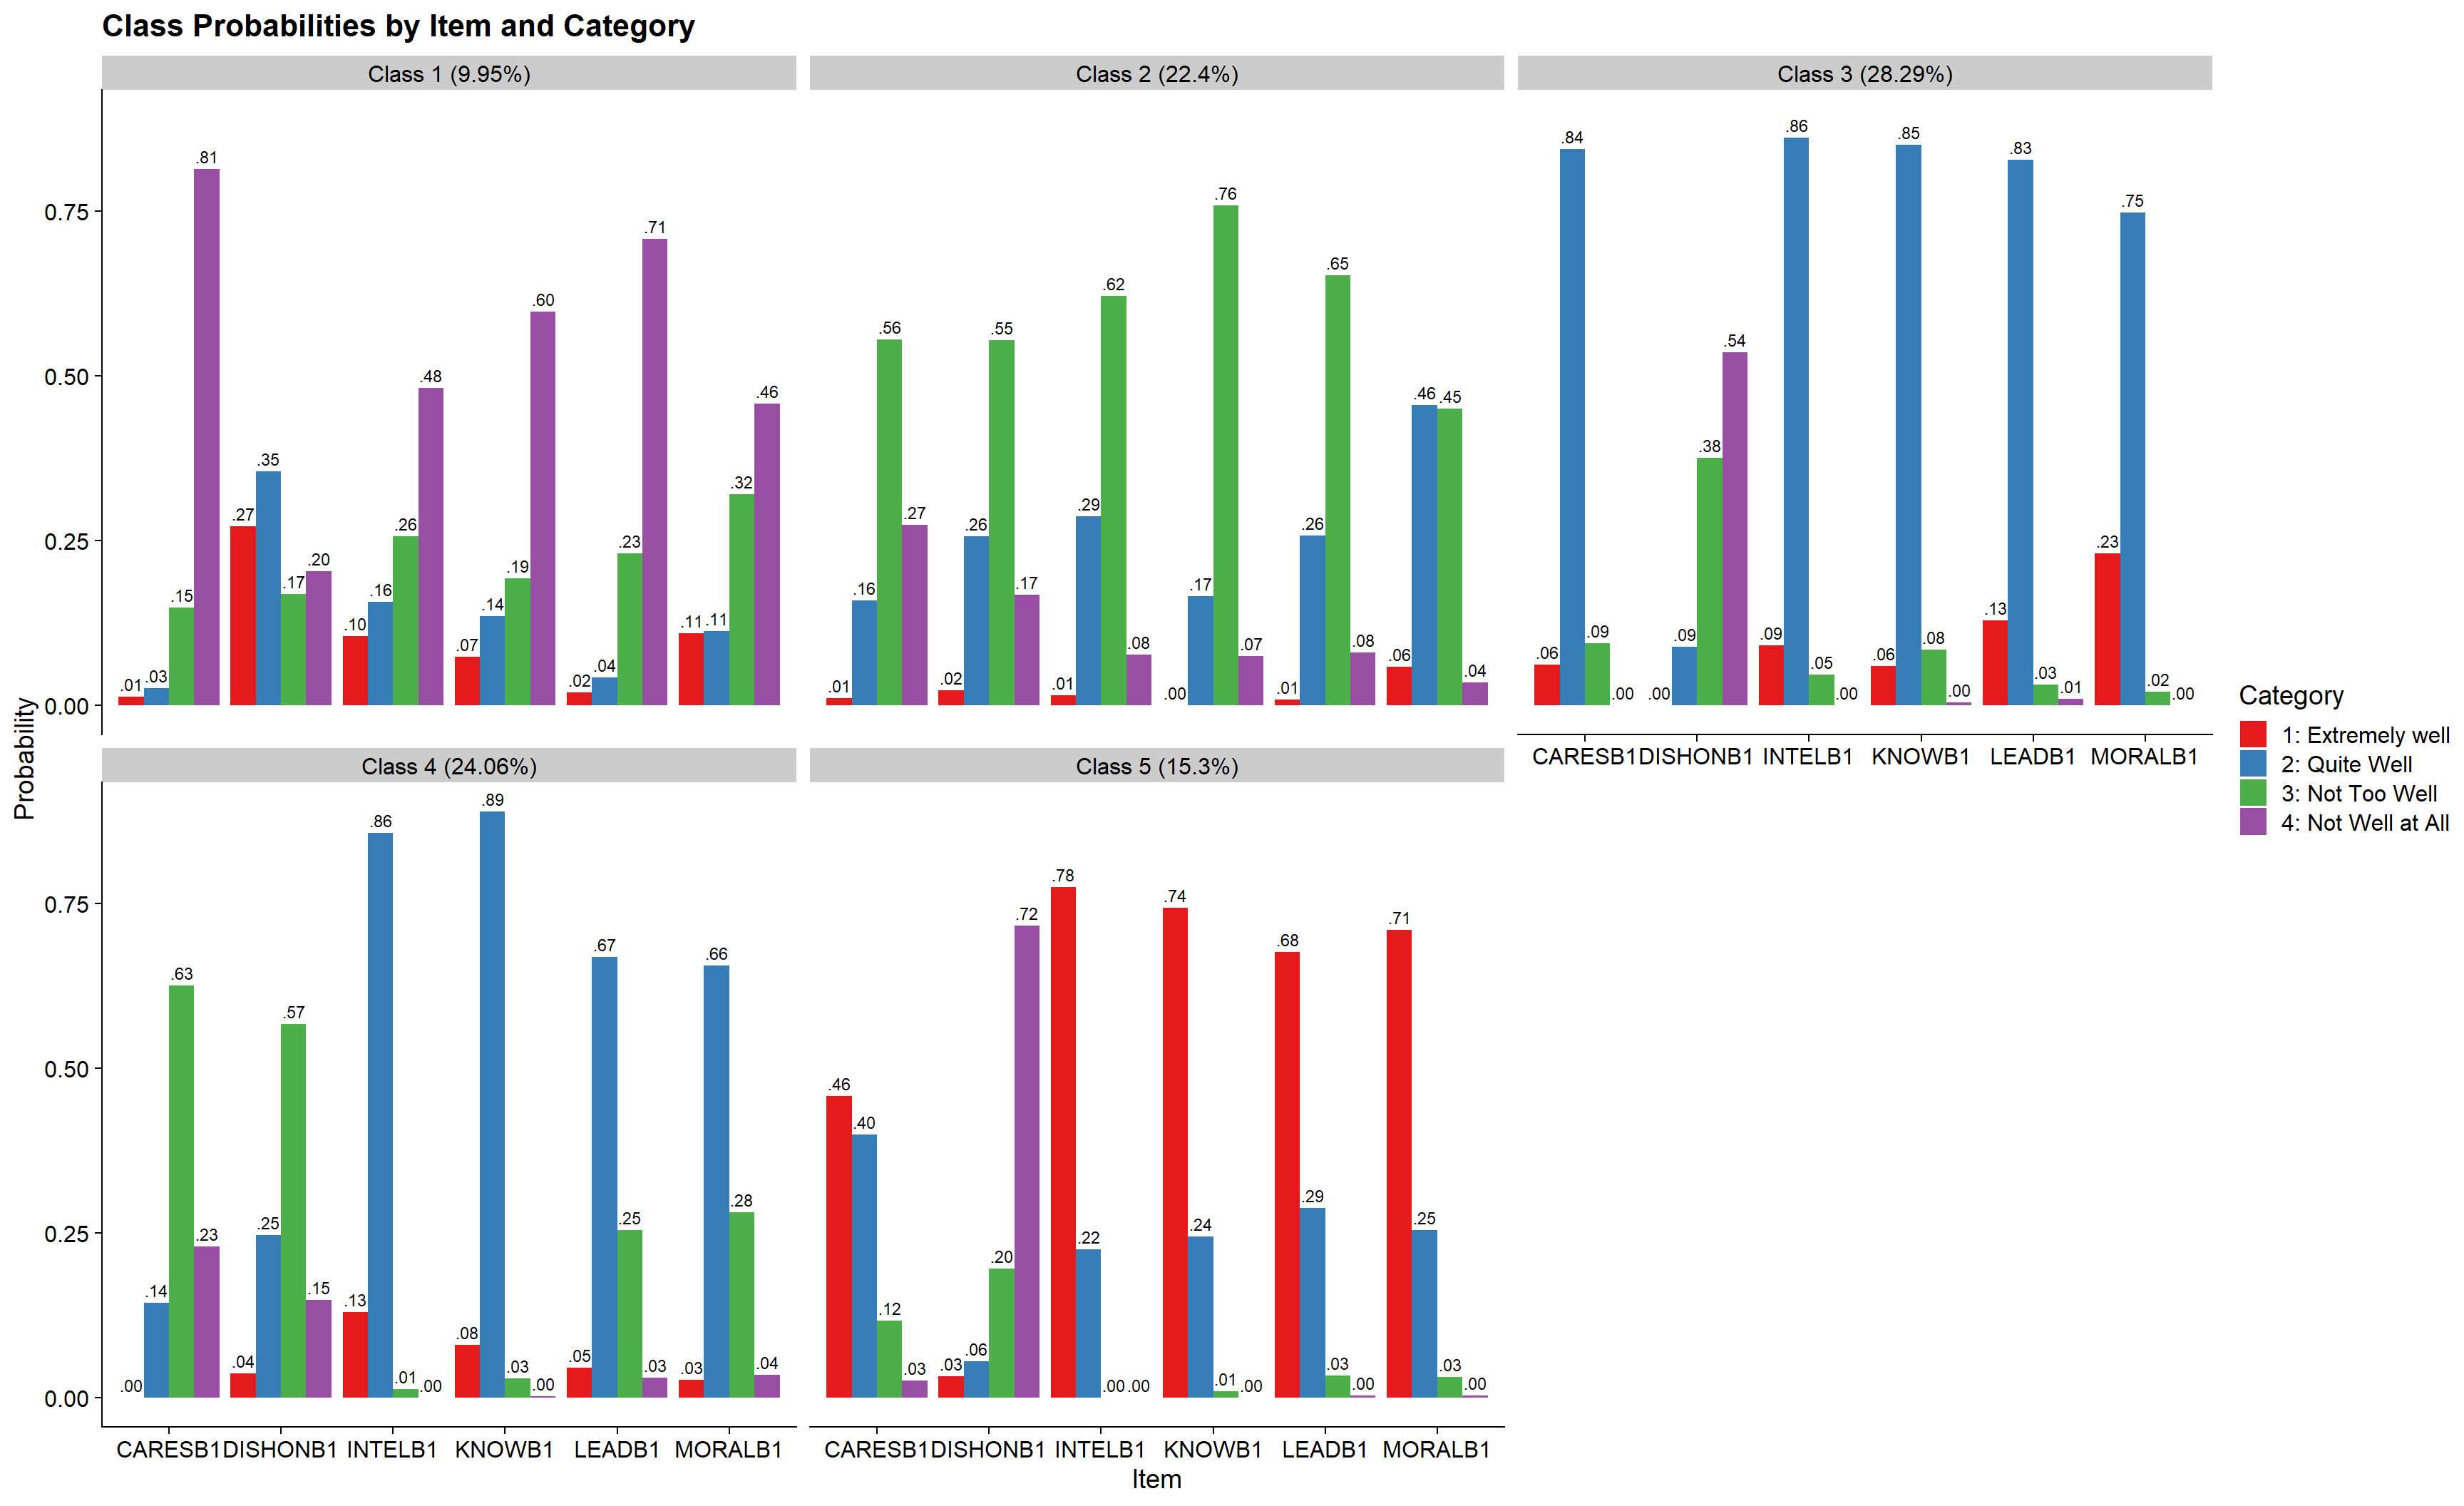 Class Probabilities by Item and Category
Class 1 (9.95%)
Class 2 (22.4%)
Class 3 (28.29%)
Probability
0.75
0.50
0.25
0.00
.01 .03 .15 .81
.27 .35 .17 .20
.10 .16 .26 .48
.07 .14 .19 .60
.02 .04 .23 .71
.11 .11 .32 .46
.01 .16 .56 .27
.02 .26 .55 .17
.01 .29 .62 .08
.00 .17 .76 .07
.01 .26 .65 .08
.06 .46 .45 .04
.06 .84 .09 .00
.00 .09 .38 .54
.09 .86 .05 .00
.06 .85 .08 .00
.13 .83 .03 .01
.23 .75 .02 .00
CARESB1 DISHONB1 INTELB1 KNOWB1 LEADB1 MORALB1
Class 4 (24.06%)
Class 5 (15.3%)
0.75
0.50
0.25
0.00
.00 .14 .63 .23
.04 .25 .57 .15
.13 .86 .01 .00
.08 .89 .03 .00
.05 .67 .25 .03
.03 .66 .28 .04
.46 .40 .12 .03
.03 .06 .20 .72
.78 .22 .00 .00
.74 .24 .01 .00
.68 .29 .03 .00
.71 .25 .03 .00
CARESB1 DISHONB1 INTELB1 KNOWB1 LEADB1 MORALB1
CARESB1 DISHONB1 INTELB1 KNOWB1 LEADB1 MORALB1
Item
Category
1: Extremely well
2: Quite Well
3: Not Too Well
4: Not Well at All